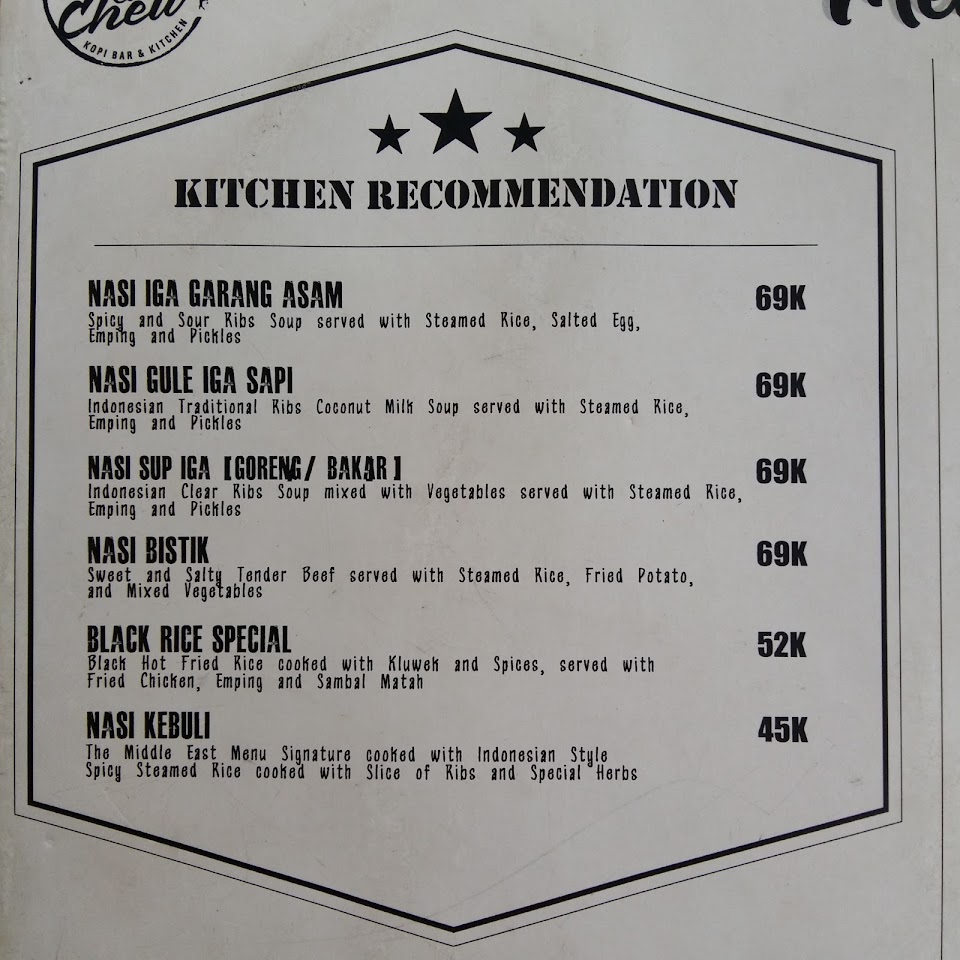 Chew
KOPI BAR & KITCHEN
KITCHEN RECOMMENDATION
NASI IGA GARANG ASAM 69K
Spicy and Sour Ribs Soup served with Steamed Rice, Salted Egg,
Emping and Pickles
NASI GULE IGA SAPI 69K
Indonesian Traditional Ribs Coconut Milk Soup served with Steamed Rice,
Emping and Pickles
NASI SUP IGA [GORENG/ BAKAR] 69K
Indonesian Clear Ribs Soup mixed with Vegetables served with Steamed Rice,
Emping and Pickles
NASI BISTIK 69K
Sweet and Salty Tender Beef served with Steamed Rice, Fried Potato,
and Mixed Vegetables
BLACK RICE SPECIAL 52K
Black Hot Fried Rice cooked with Kluwek and Spices, served with
Fried Chicken, Emping and Sambal Matah
NASI KEBULI 45K
The Middle East Menu Signature cooked with Indonesian Style
Spicy Steamed Rice cooked with Slice of Ribs and Special Herbs